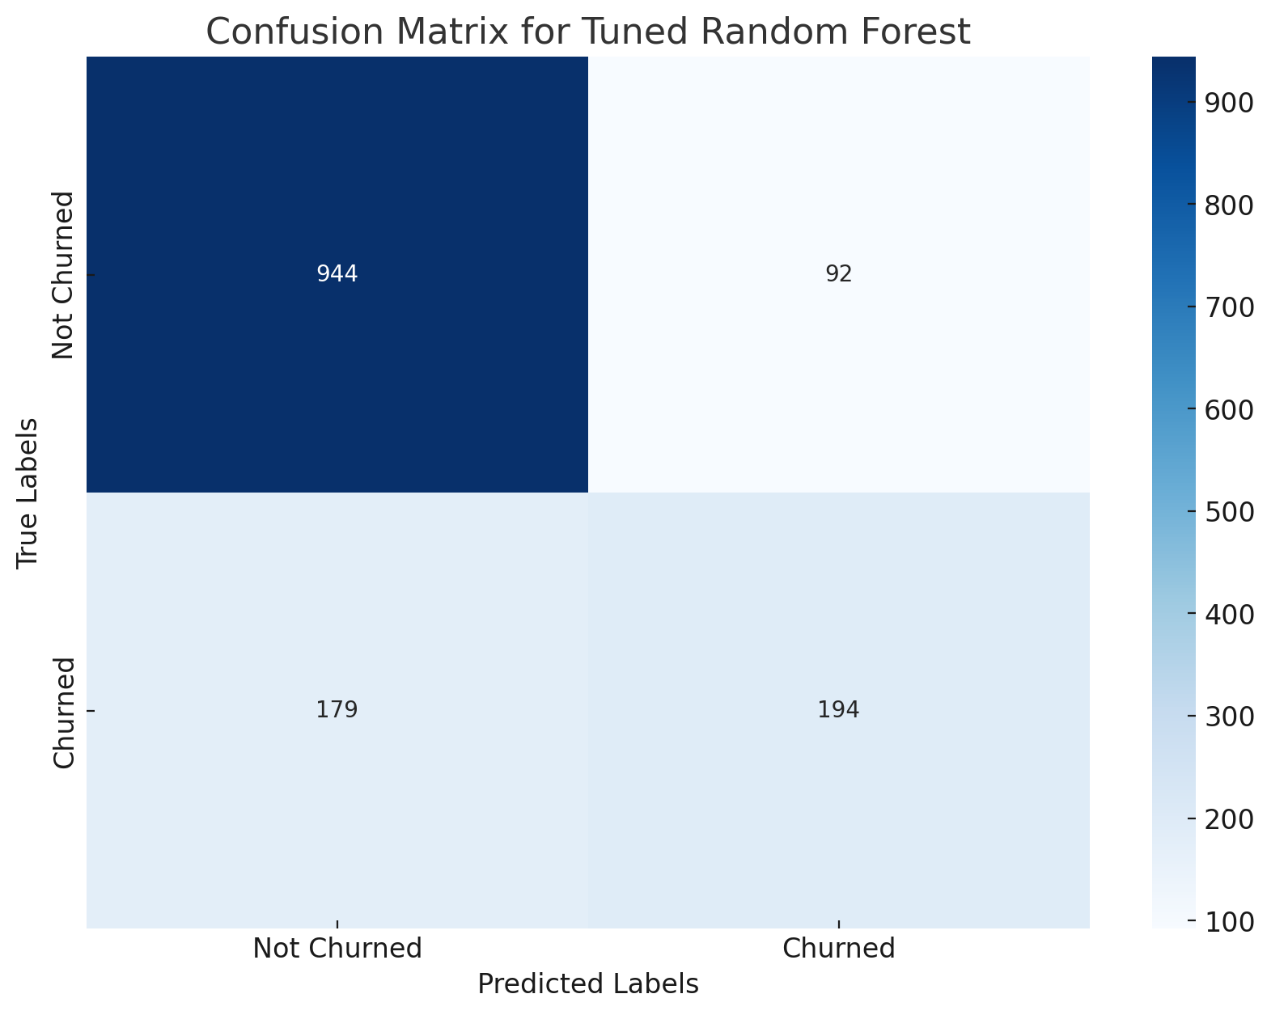 Confusion Matrix for Tuned Random Forest
True Labels
Not Churned
Churned
944
92
179
194
Not Churned
Churned
Predicted Labels
900
800
700
600
500
400
300
200
100